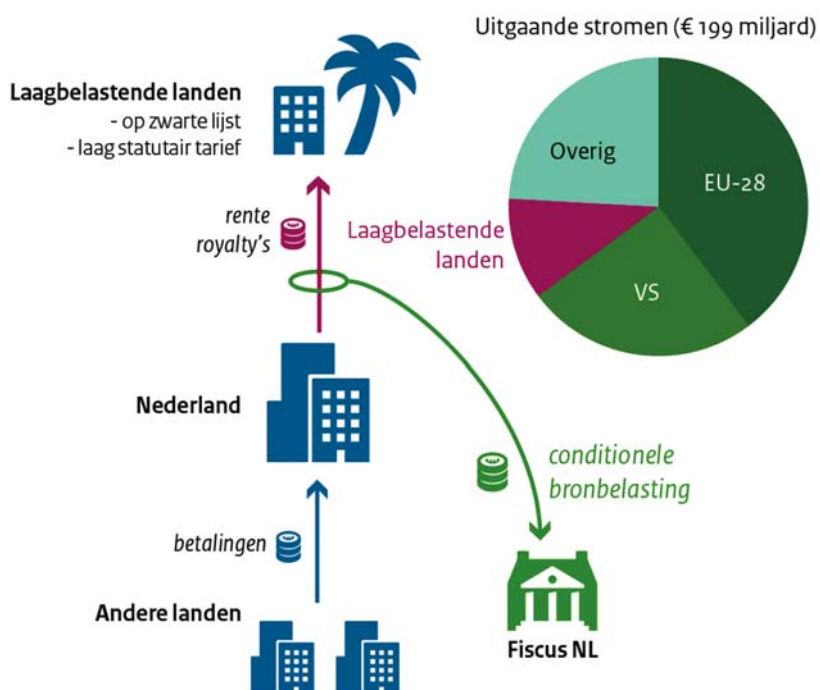 Uitgaande stromen (€ 199 miljard)
Laagbelastende landen
- op zwarte lijst
- laag statutair tarief
Overig
EU-28
Laagbelastende
landen
VS
rente
royalty's
Nederland
conditionele
bronbelasting
betalingen
Andere landen
Fiscus NL